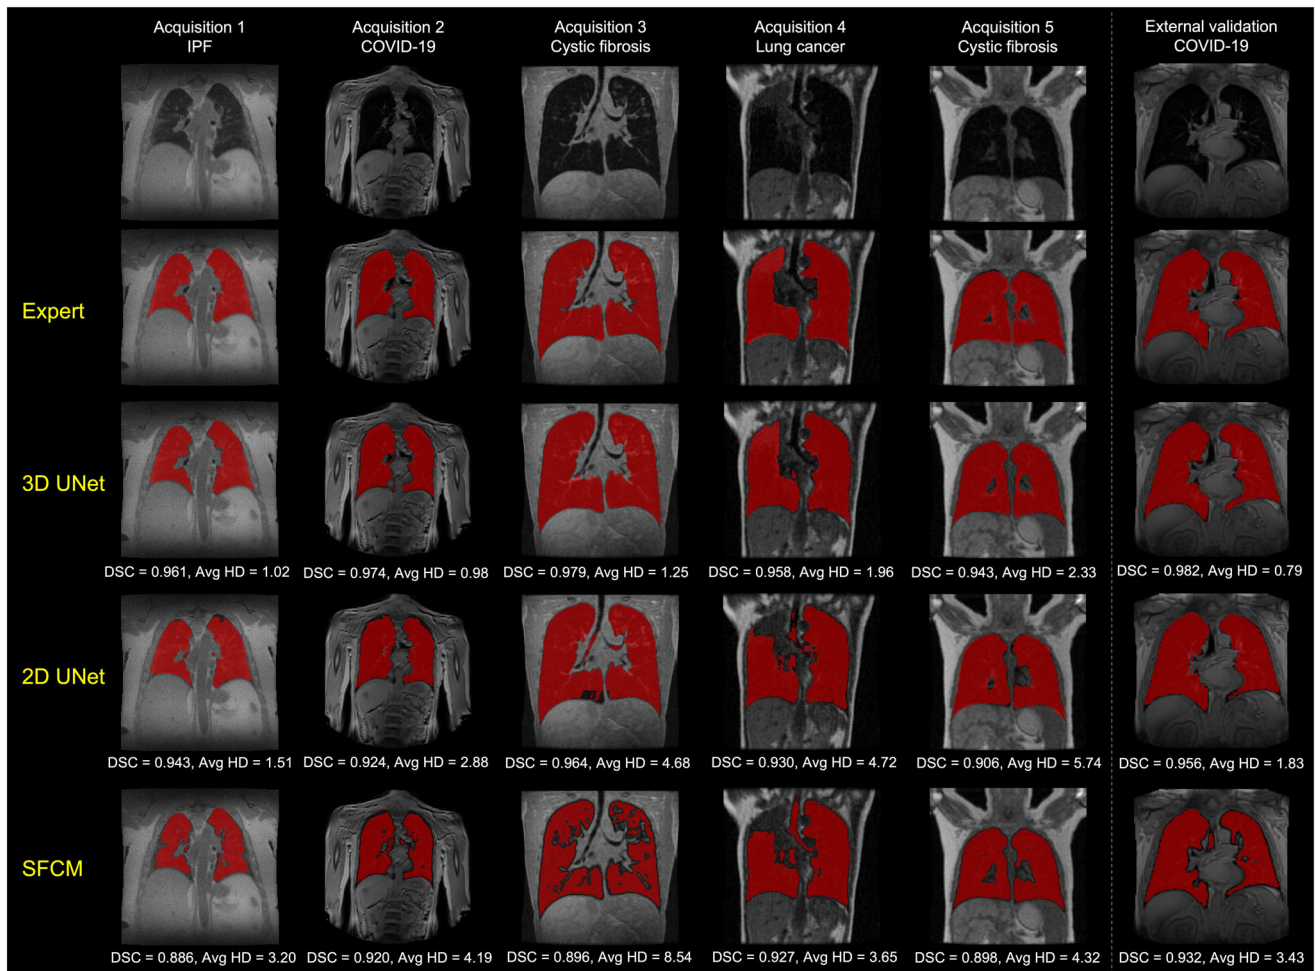 Acquisition 1
IPF
Acquisition 2
COVID-19
Acquisition 3
Cystic fibrosis
Acquisition 4
Lung cancer
Acquisition 5
Cystic fibrosis
External validation
COVID-19
Expert
3D UNet
DSC = 0.961, Avg HD = 1.02
DSC = 0.974, Avg HD = 0.98
DSC = 0.979, Avg HD = 1.25
DSC = 0.958, Avg HD = 1.96
DSC = 0.943, Avg HD = 2.33
DSC = 0.982, Avg HD = 0.79
2D UNet
DSC = 0.943, Avg HD = 1.51
DSC = 0.924, Avg HD = 2.88
DSC = 0.964, Avg HD = 4.68
DSC = 0.930, Avg HD = 4.72
DSC = 0.906, Avg HD = 5.74
DSC = 0.956, Avg HD = 1.83
SFCM
DSC = 0.886, Avg HD = 3.20
DSC = 0.920, Avg HD = 4.19
DSC = 0.896, Avg HD = 8.54
DSC = 0.927, Avg HD = 3.65
DSC = 0.898, Avg HD = 4.32
DSC = 0.932, Avg HD = 3.43